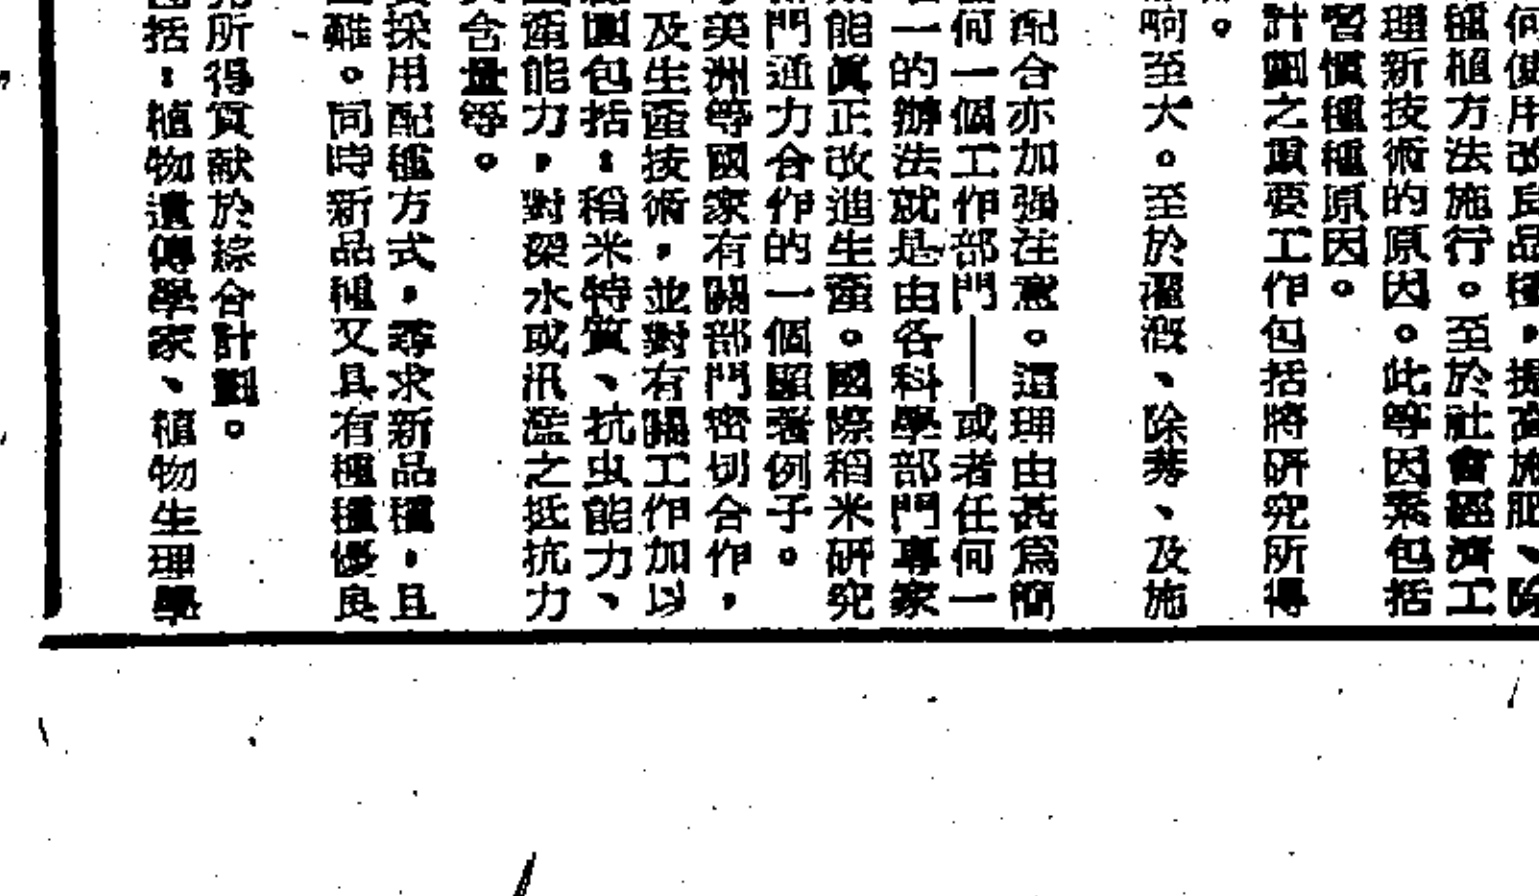 何使用改良品種，提高施肥、除
種植方法施行。至於社會經濟工
理新技術的原因。此等因素包括
習慣種種原因。
計劃之重要工作包括將研究所得
。
啊至大。至於灌溉、除莠、及施
配合亦加强注意。這理由甚爲簡
何一個工作部門——或者任何一
一的辦法就是由各科學部門專家
能眞正改進生產。國際稻米研究
門通力合作的一個顯著例子。
美洲等國家有關部門密切合作，
及生產技術，並對有關工作加以
團包括：稻米特質、抗虫能力、
產能力，對深水或汛濫之抵抗力
含量等。
採用配種方式，尋求新品種，且
難。同時新品種又具有種種優良
所得貿献於綜合計劃。
括：植物遺傳學家、植物生理學